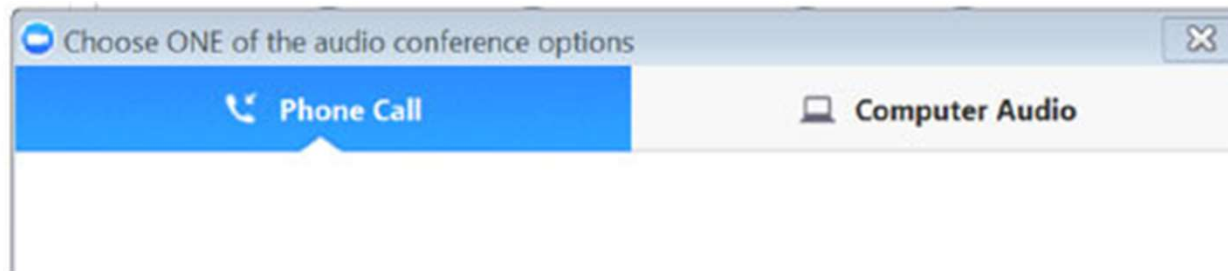 Choose ONE of the audio conference options
Phone Call
Computer Audio